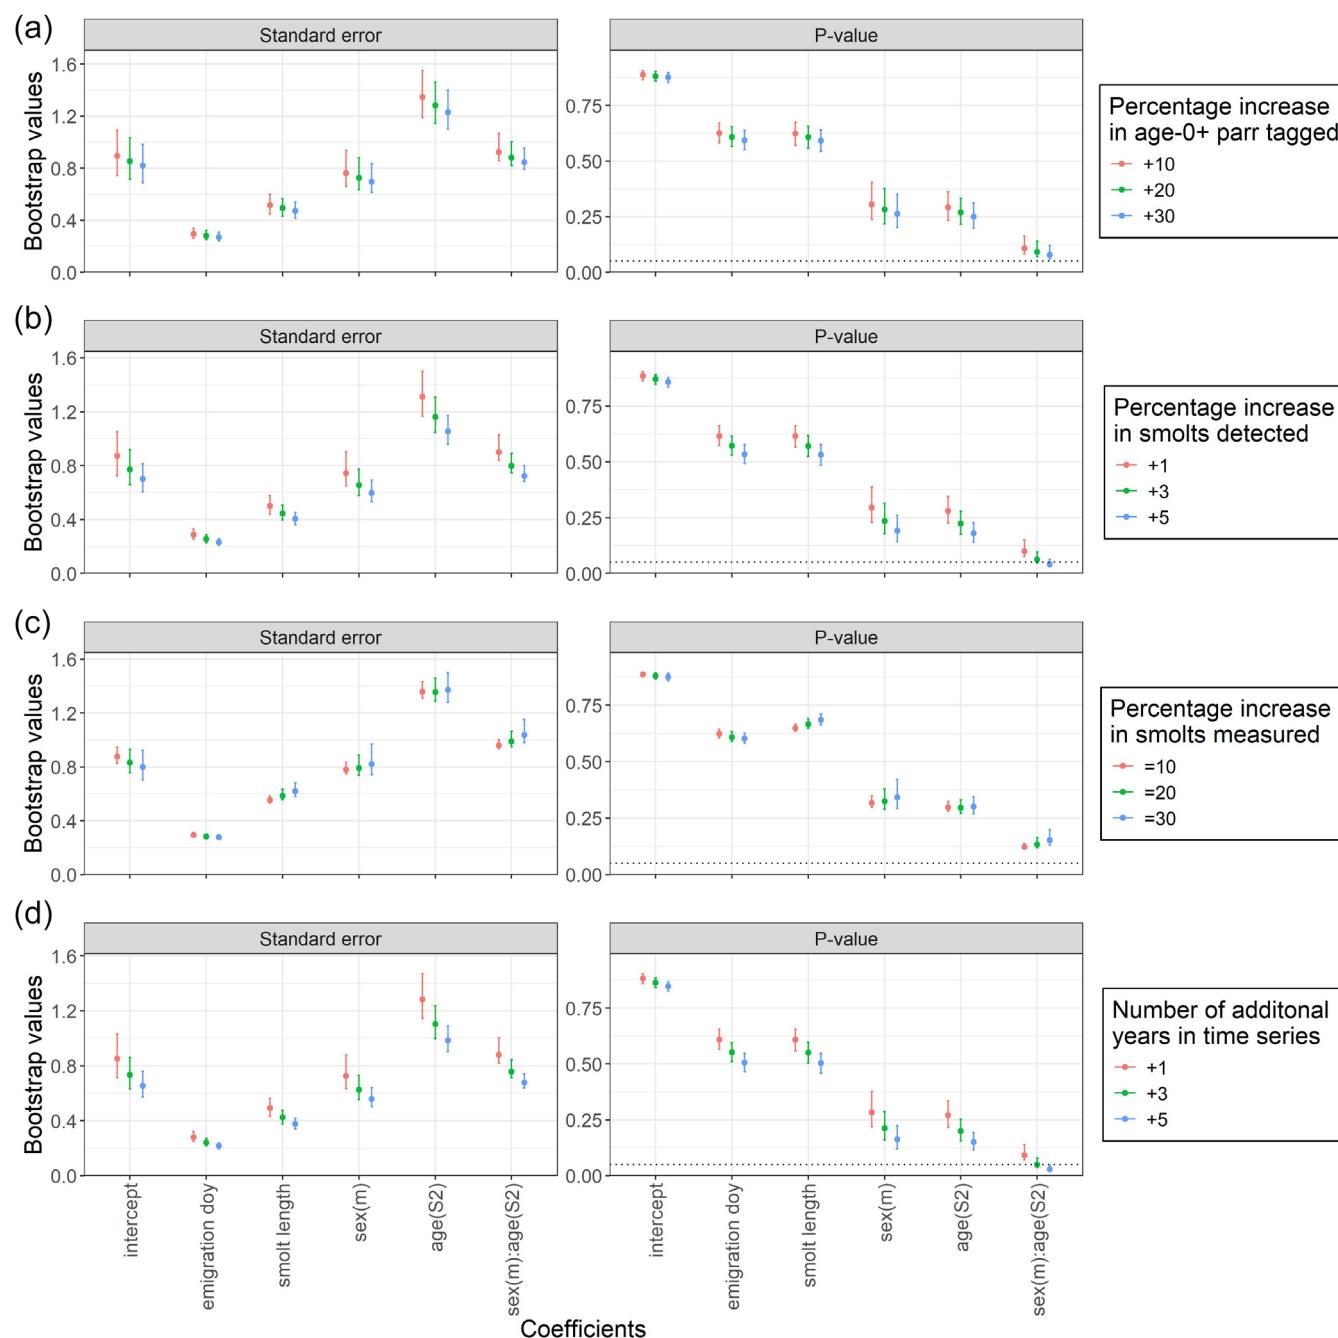 (a)
Standard error
P-value
Bootstrap values
1.6
1.2
0.8
0.4
0.0
0.75
0.50
0.25
0.00
Percentage increase
in age-0+ parr tagged
+10
+20
+30
(b)
Standard error
P-value
Bootstrap values
1.6
1.2
0.8
0.4
0.0
0.75
0.50
0.25
0.00
Percentage increase
in smolts detected
+1
+3
+5
(c)
Standard error
P-value
Bootstrap values
1.6
1.2
0.8
0.4
0.0
0.75
0.50
0.25
0.00
Percentage increase
in smolts measured
=10
=20
=30
(d)
Standard error
P-value
Bootstrap values
1.6
1.2
0.8
0.4
0.0
0.75
0.50
0.25
0.00
Number of additonal
years in time series
+1
+3
+5
intercept
emigration doy
smolt length
sex(m)
age(S2)
sex(m):age(S2)
intercept
emigration doy
smolt length
sex(m)
age(S2)
sex(m):age(S2)
Coefficients